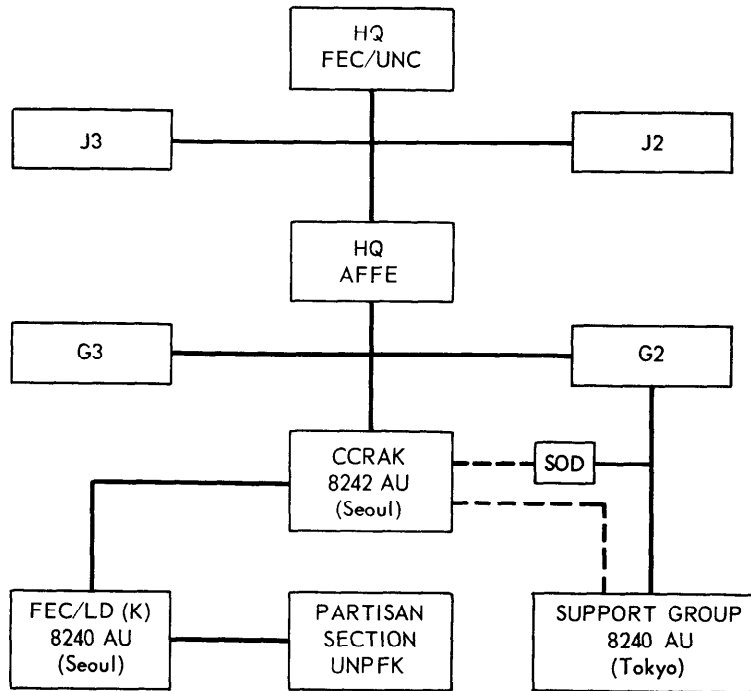 HQ
FEC/UNC
J3
J2
HQ
AFFE
G3
G2
CCRAK
8242 AU
(Seoul)
SOD
FEC/LD (K)
8240 AU
(Seoul)
PARTISAN
SECTION
UNPFK
SUPPORT GROUP
8240 AU
(Tokyo)